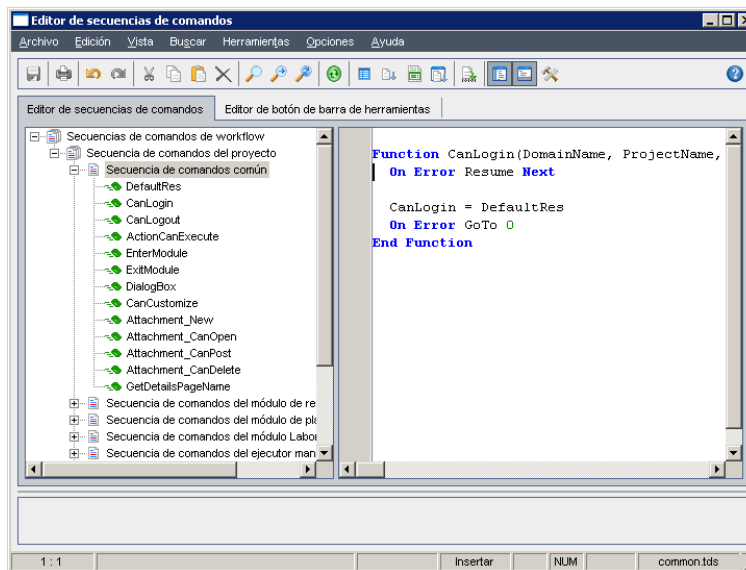 Editor de secuencias de comandos
Archivo Edición Vista Buscar Herramientas Opciones Ayuda
Editor de secuencias de comandos Editor de botón de barra de herramientas
Secuencias de comandos de workflow
Secuencia de comandos del proyecto
Secuencia de comandos común
DefaultRes
CanLogin
CanLogout
ActionCanExecute
EnterModule
ExitModule
DialogBox
CanCustomize
Attachment_New
Attachment_CanOpen
Attachment_CanPost
Attachment_CanDelete
GetDetailsPageName
Secuencia de comandos del módulo de re
Secuencia de comandos del módulo de pla
Secuencia de comandos del módulo Labor
Secuencia de comandos del ejecutor man
Function CanLogin(DomainName, ProjectName,
On Error Resume Next
CanLogin = DefaultRes
On Error GoTo 0
End Function
1 : 1 Insertar NUM common.tds